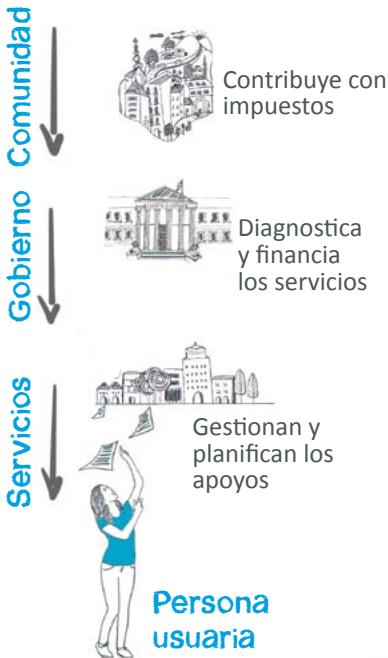 Comunidad
Contribuye con
impuestos
Gobierno
Diagnostica
y financia
los servicios
Servicios
Gestionan y
planifican los
apoyos
Persona
usuaria